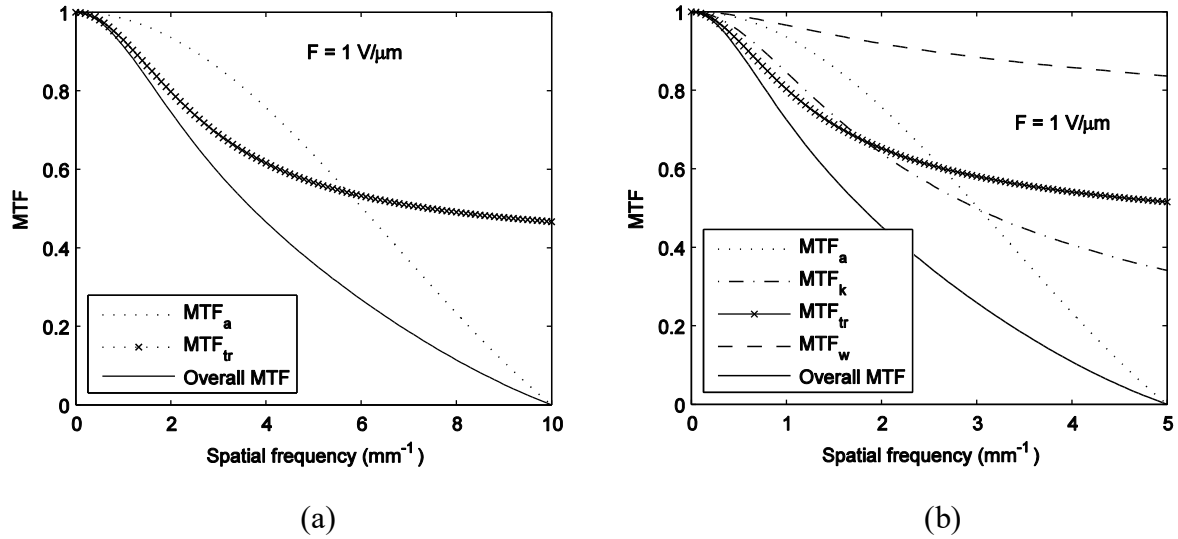 1
0.8
0.6
0.4
0.2
0
MTF
F = 1 V/μm
MTFa
MTFtr
Overall MTF
0 2 4 6 8 10
Spatial frequency (mm-1)
(a)
1
0.8
0.6
0.4
0.2
0
MTF
F = 1 V/μm
MTFa
MTFk
MTFtr
MTFw
Overall MTF
0 1 2 3 4 5
Spatial frequency (mm-1)
(b)